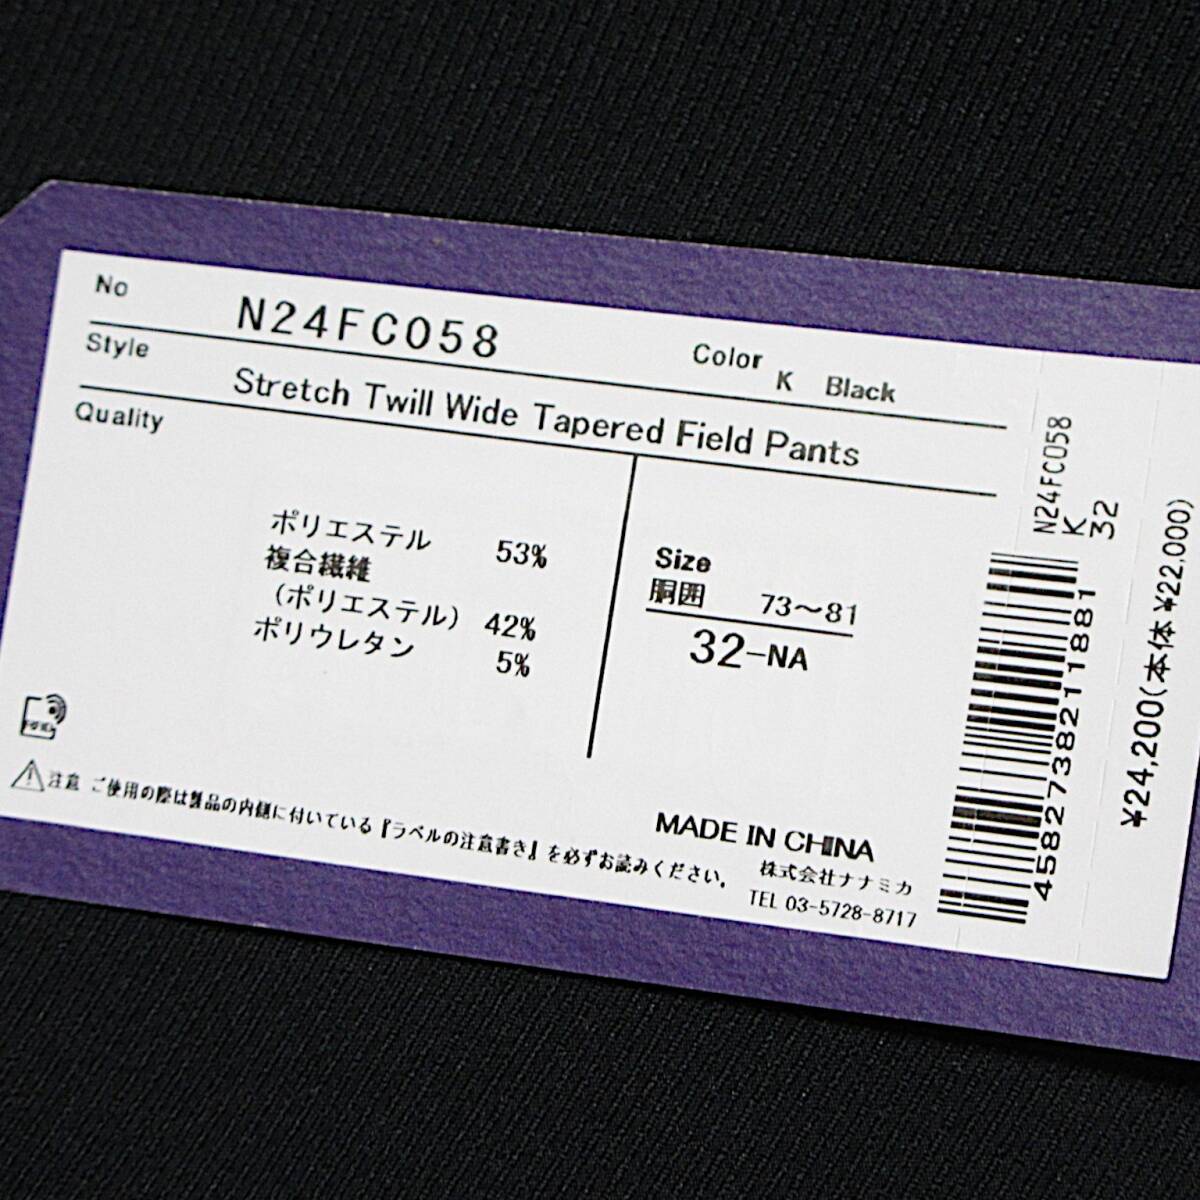 No N24FC058 Color K Black
Style Stretch Twill Wide Tapered Field Pants
Quality
ポリエステル 53%
複合繊維
(ポリエステル) 42%
ポリウレタン 5%
Size
胴囲 73〜81
32-NA
注意 ご使用の際は製品の内側に付いている『ラベルの注意書き』を必ずお読みください。
MADE IN CHINA
株式会社ナナミカ
TEL 03-5728-8717
N24FC058
K
32
4582738211881
¥24,200(本体¥22,000)